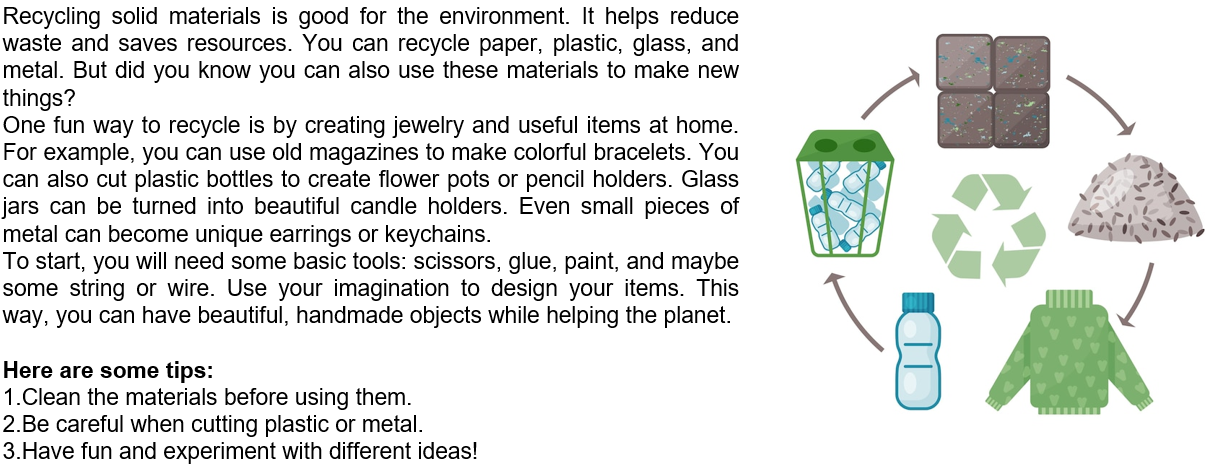 Recycling solid materials is good for the environment. It helps reduce
waste and saves resources. You can recycle paper, plastic, glass, and
metal. But did you know you can also use these materials to make new
things?
One fun way to recycle is by creating jewelry and useful items at home.
For example, you can use old magazines to make colorful bracelets. You
can also cut plastic bottles to create flower pots or pencil holders. Glass
jars can be turned into beautiful candle holders. Even small pieces of
metal can become unique earrings or keychains.
To start, you will need some basic tools: scissors, glue, paint, and maybe
some string or wire. Use your imagination to design your items. This
way, you can have beautiful, handmade objects while helping the planet.
Here are some tips:
1.Clean the materials before using them.
2.Be careful when cutting plastic or metal.
3.Have fun and experiment with different ideas!